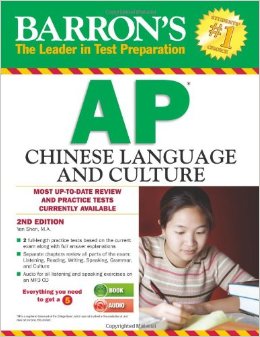 BARRON'S
The Leader in Test Preparation
STUDENTS'
#1
CHOICE
AP*
CHINESE LANGUAGE
AND CULTURE
MOST UP-TO-DATE REVIEW
AND PRACTICE TESTS
CURRENTLY AVAILABLE
2ND EDITION
Yan Shen, M.A.
• 2 full-length practice tests based on the current
exam along with full answer explanations
• Separate chapters review all parts of the exam:
Listening, Reading, Writing, Speaking, Grammar,
and Culture
• Audio for all listening and speaking exercises on
an MP3 CD
Everything you need
to get a 5
BOOK
AUDIO